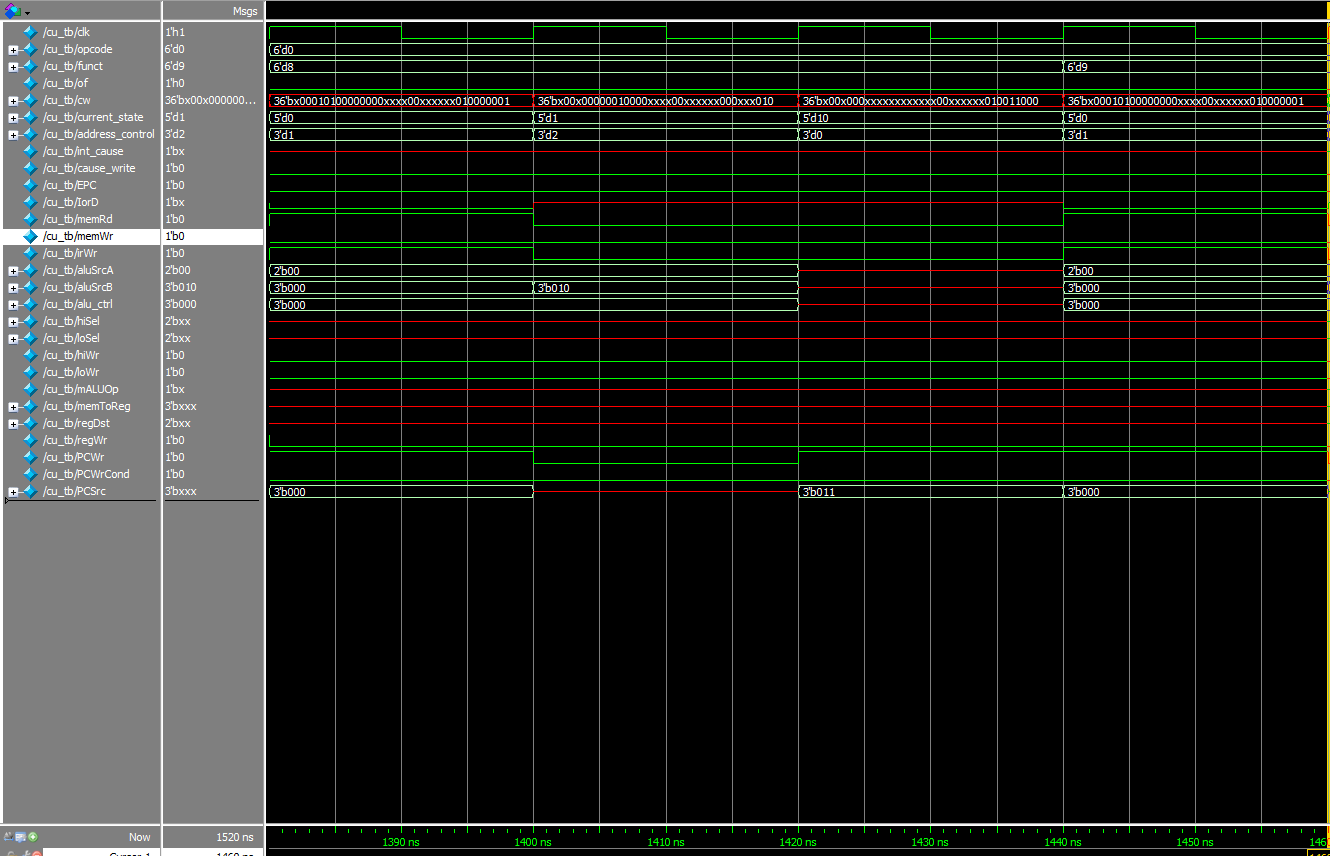 Msgs
/cu_tb/clk 1'h1
/cu_tb/opcode 6'd0 6'd0
/cu_tb/funct 6'd9 6'd8 6'd9
/cu_tb/of 1'h0
/cu_tb/cw 36'bx00x000000... 36'bx00010100000000xxxx00xxxxxx010000001 36'bx00x00000010000xxxx00xxxxxx000xxx010 36'bx00x000xxxxxxxxxxxx00xxxxxx010011000 36'bx00010100000000xxxx00xxxxxx010000001
/cu_tb/current_state 5'd1 5'd0 5'd1 5'd10 5'd0
/cu_tb/address_control 3'd2 3'd1 3'd2 3'd0 3'd1
/cu_tb/int_cause 1'bx
/cu_tb/cause_write 1'b0
/cu_tb/EPC 1'b0
/cu_tb/IorD 1'bx
/cu_tb/memRd 1'b0
/cu_tb/memWr 1'b0
/cu_tb/irWr 1'b0
/cu_tb/aluSrcA 2'b00 2'b00 2'b00
/cu_tb/aluSrcB 3'b010 3'b000 3'b010 3'b000
/cu_tb/alu_ctrl 3'b000 3'b000 3'b000
/cu_tb/hiSel 2'bxx
/cu_tb/loSel 2'bxx
/cu_tb/hiWr 1'b0
/cu_tb/loWr 1'b0
/cu_tb/mALUOp 1'bx
/cu_tb/memToReg 3'bxxx
/cu_tb/regDst 2'bxx
/cu_tb/regWr 1'b0
/cu_tb/PCWr 1'b0
/cu_tb/PCWrCond 1'b0
/cu_tb/PCSrc 3'bxxx 3'b000 3'b011 3'b000
Now 1520 ns 1390 ns 1400 ns 1410 ns 1420 ns 1430 ns 1440 ns 1450 ns